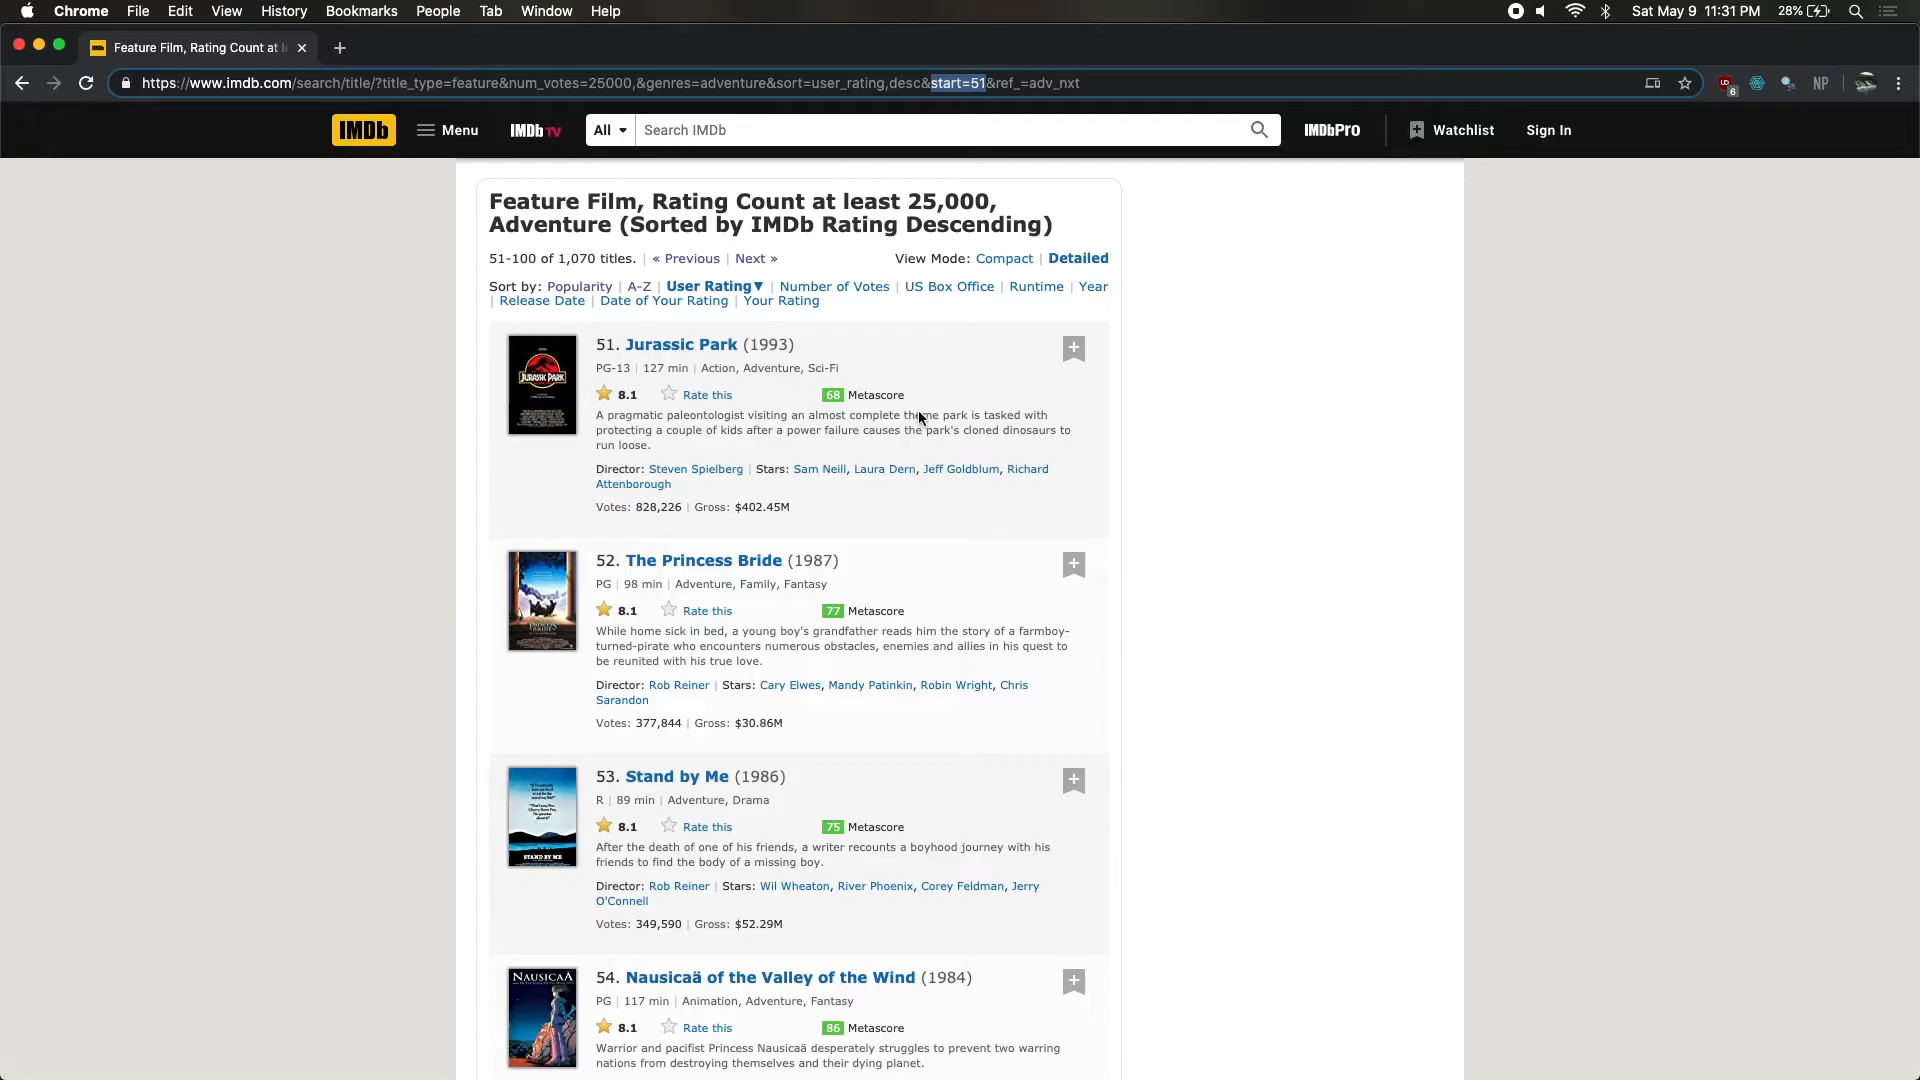 Chrome File Edit View History Bookmarks People Tab Window Help
Sat May 9 11:31 PM 28%
Feature Film, Rating Count at l
https://www.imdb.com/search/title/?title_type=feature&num_votes=25000,&genres=adventure&sort=user_rating,desc&start=51&ref_=adv_nxt
6 NP
IMDb Menu IMDb TV All Search IMDb IMDbPro Watchlist Sign In
Feature Film, Rating Count at least 25,000,
Adventure (Sorted by IMDb Rating Descending)
51-100 of 1,070 titles. | « Previous | Next » View Mode: Compact | Detailed
Sort by: Popularity | A-Z | User Rating▼ | Number of Votes | US Box Office | Runtime | Year
| Release Date | Date of Your Rating | Your Rating
JURASSIC PARK
51. Jurassic Park (1993)
PG-13 | 127 min | Action, Adventure, Sci-Fi
8.1 Rate this 68 Metascore
A pragmatic paleontologist visiting an almost complete theme park is tasked with
protecting a couple of kids after a power failure causes the park's cloned dinosaurs to
run loose.
Director: Steven Spielberg | Stars: Sam Neill, Laura Dern, Jeff Goldblum, Richard
Attenborough
Votes: 828,226 | Gross: $402.45M
52. The Princess Bride (1987)
PG | 98 min | Adventure, Family, Fantasy
8.1 Rate this 77 Metascore
While home sick in bed, a young boy's grandfather reads him the story of a farmboy-
turned-pirate who encounters numerous obstacles, enemies and allies in his quest to
be reunited with his true love.
Director: Rob Reiner | Stars: Cary Elwes, Mandy Patinkin, Robin Wright, Chris
Sarandon
Votes: 377,844 | Gross: $30.86M
53. Stand by Me (1986)
R | 89 min | Adventure, Drama
8.1 Rate this 75 Metascore
After the death of one of his friends, a writer recounts a boyhood journey with his
friends to find the body of a missing boy.
STAND BY ME
Director: Rob Reiner | Stars: Wil Wheaton, River Phoenix, Corey Feldman, Jerry
O'Connell
Votes: 349,590 | Gross: $52.29M
NAUSICAÄ
54. Nausicaä of the Valley of the Wind (1984)
PG | 117 min | Animation, Adventure, Fantasy
8.1 Rate this 86 Metascore
Warrior and pacifist Princess Nausicaä desperately struggles to prevent two warring
nations from destroying themselves and their dying planet.